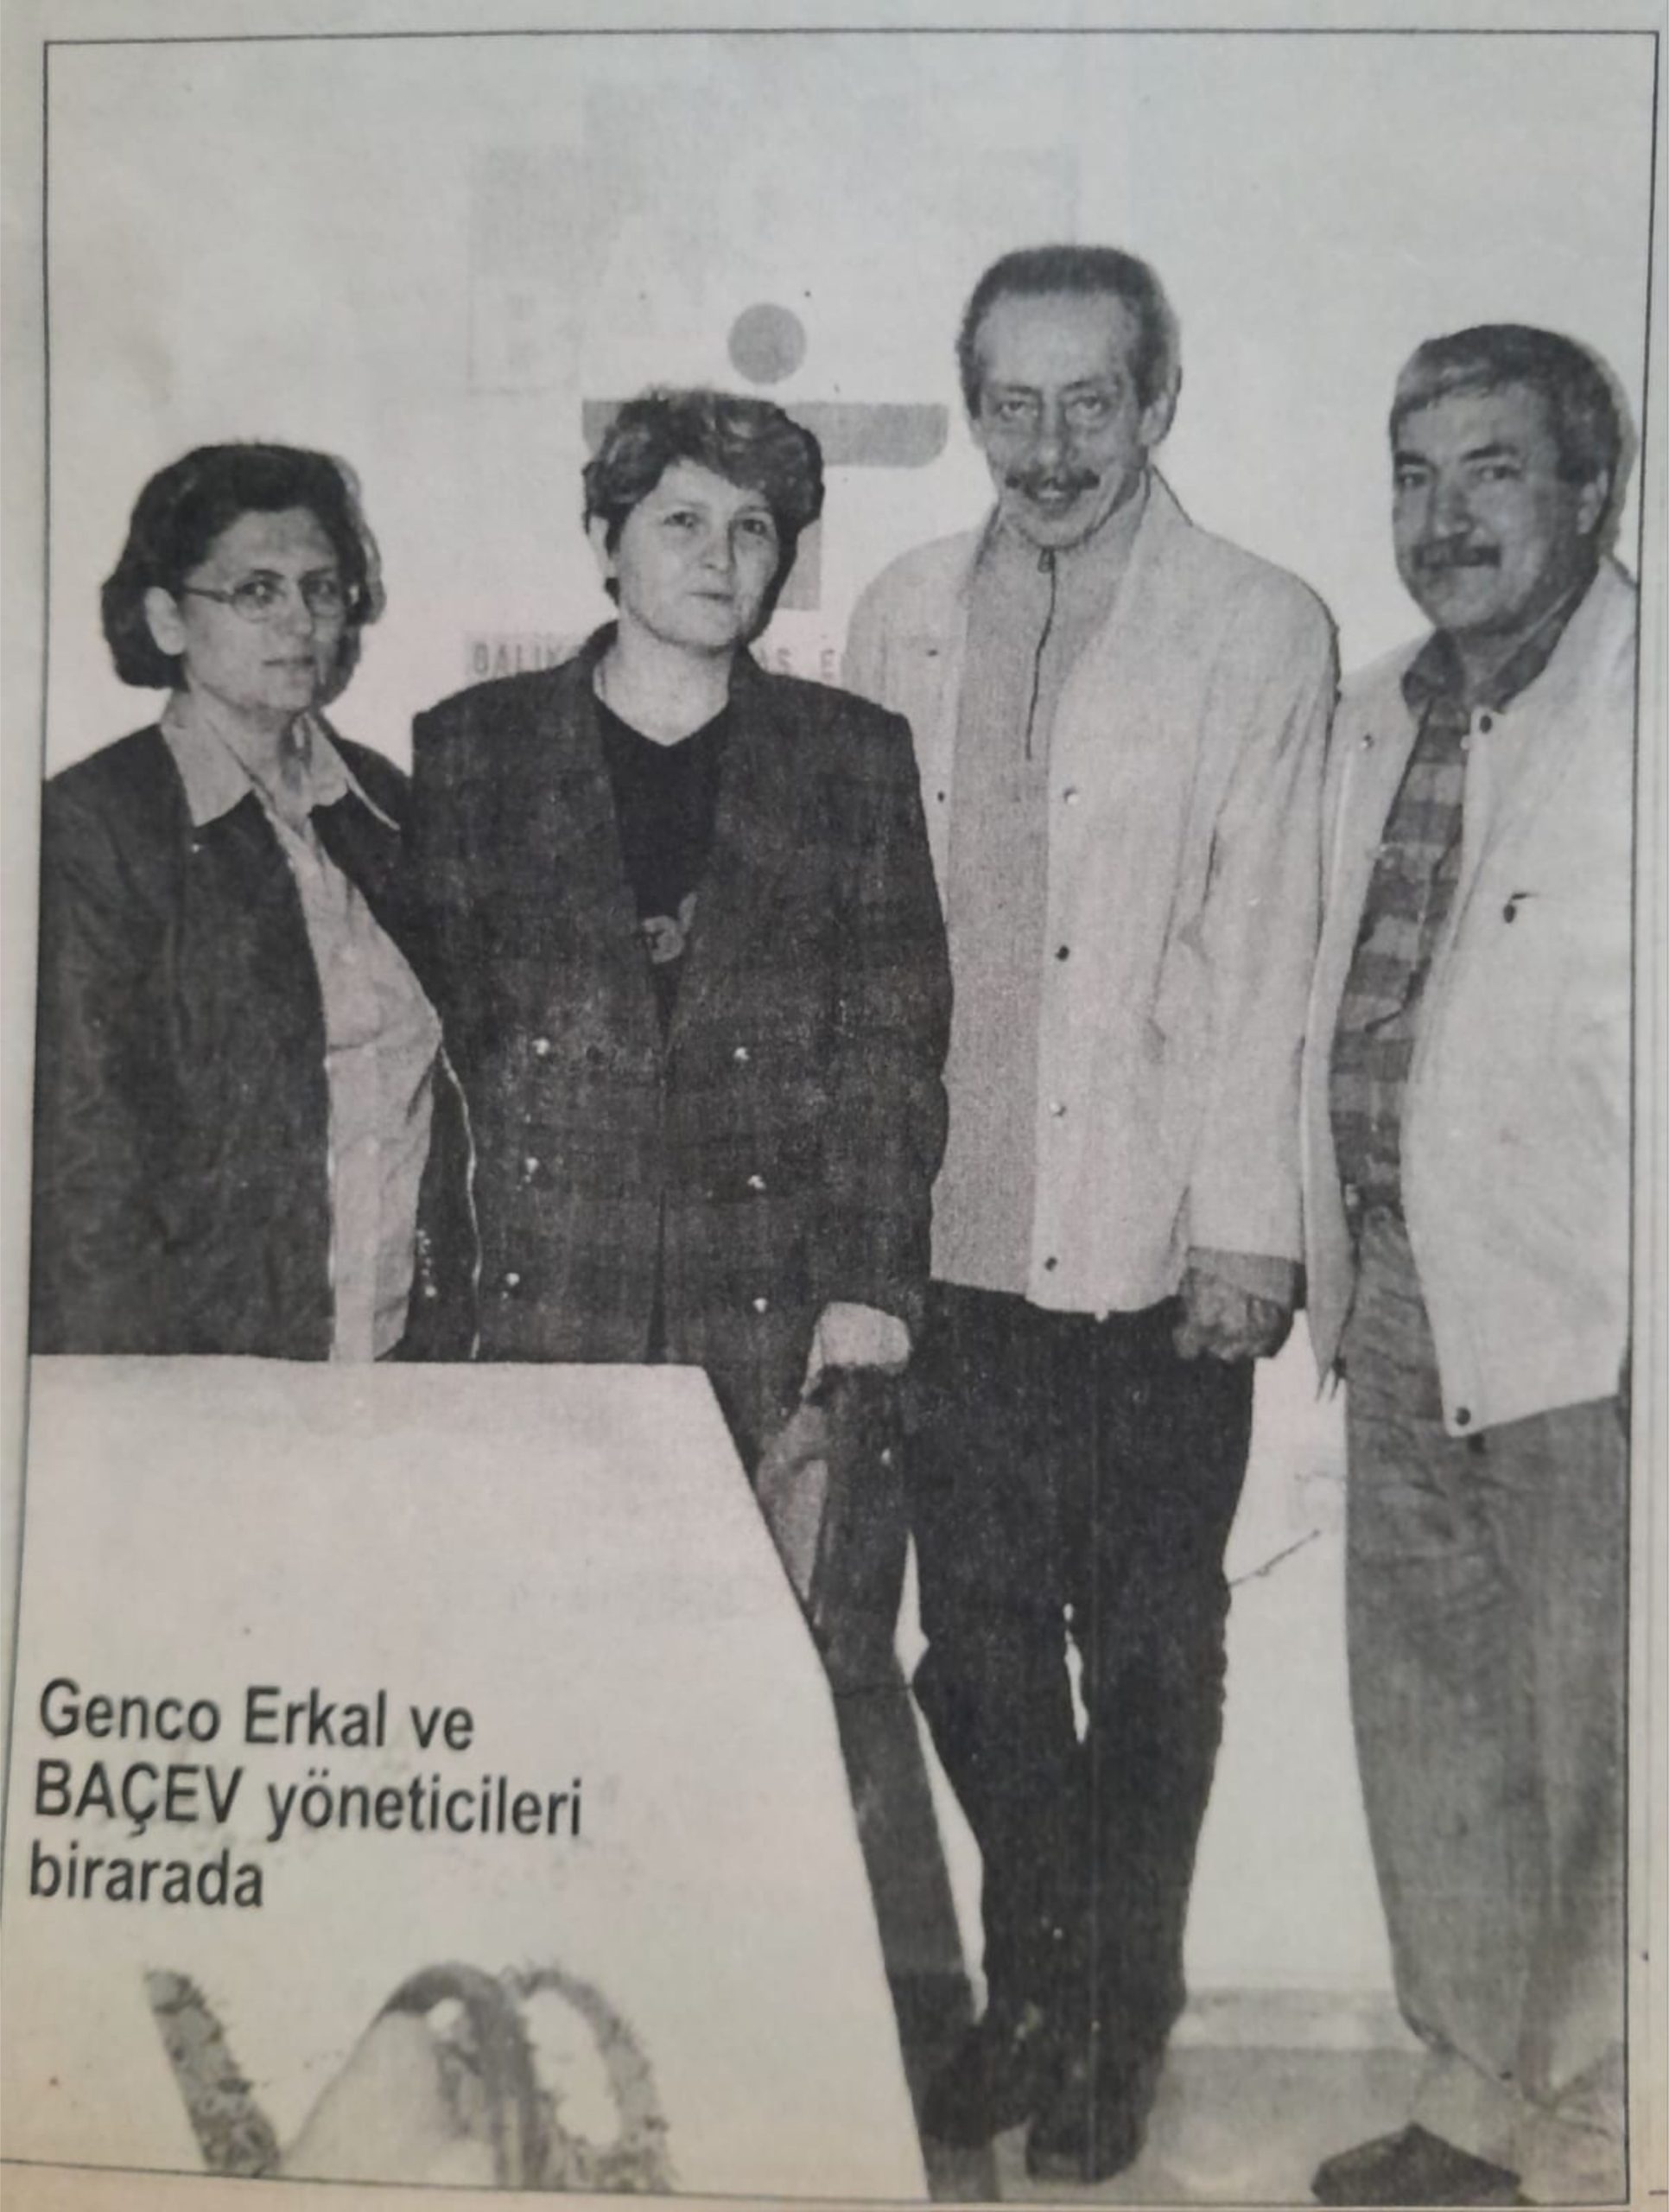 Genco Erkal ve
BAÇEV yöneticileri
birarada